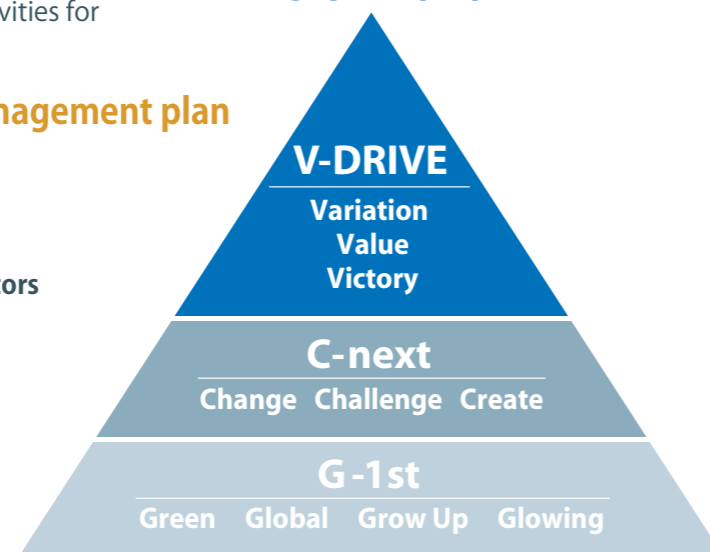 vities for
nagement plan
V-DRIVE
Variation
Value
Victory
tors
C-next
Change Challenge Create
G-1st
Green Global Grow Up Glowing